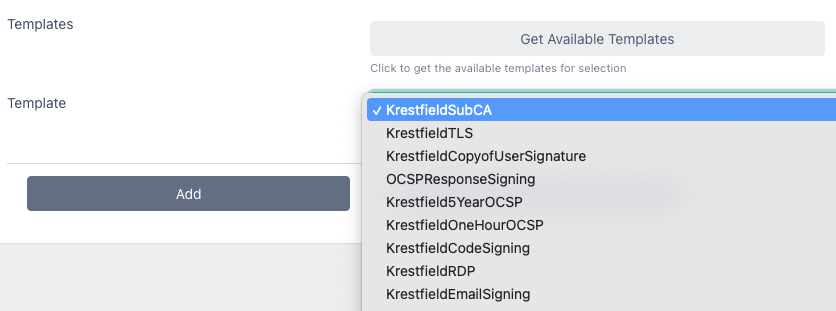 Templates
Get Available Templates
Click to get the available templates for selection
Template
✓ KrestfieldSubCA
KrestfieldTLS
KrestfieldCopyofUserSignature
OCSPResponseSigning
Krestfield5YearOCSP
KrestfieldOneHourOCSP
KrestfieldCodeSigning
KrestfieldRDP
KrestfieldEmailSigning
Add